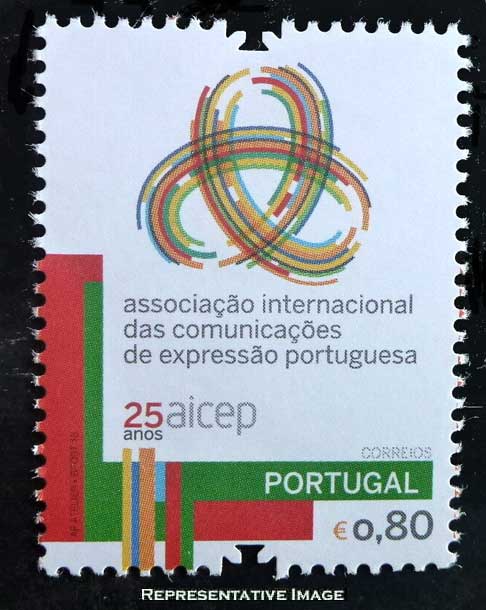 associação internacional
das comunicações
de expressão portuguesa
25 aicep
anos
CORREIOS
PORTUGAL
€0,80
REPRESENTATIVE IMAGE